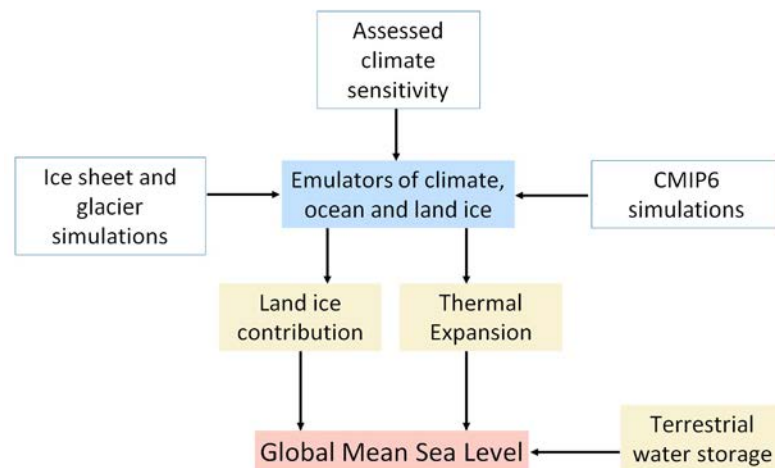 Assessed
climate
sensitivity
Ice sheet and
glacier
simulations
Emulators of climate,
ocean and land ice
CMIP6
simulations
Land ice
contribution
Thermal
Expansion
Global Mean Sea Level
Terrestrial
water storage